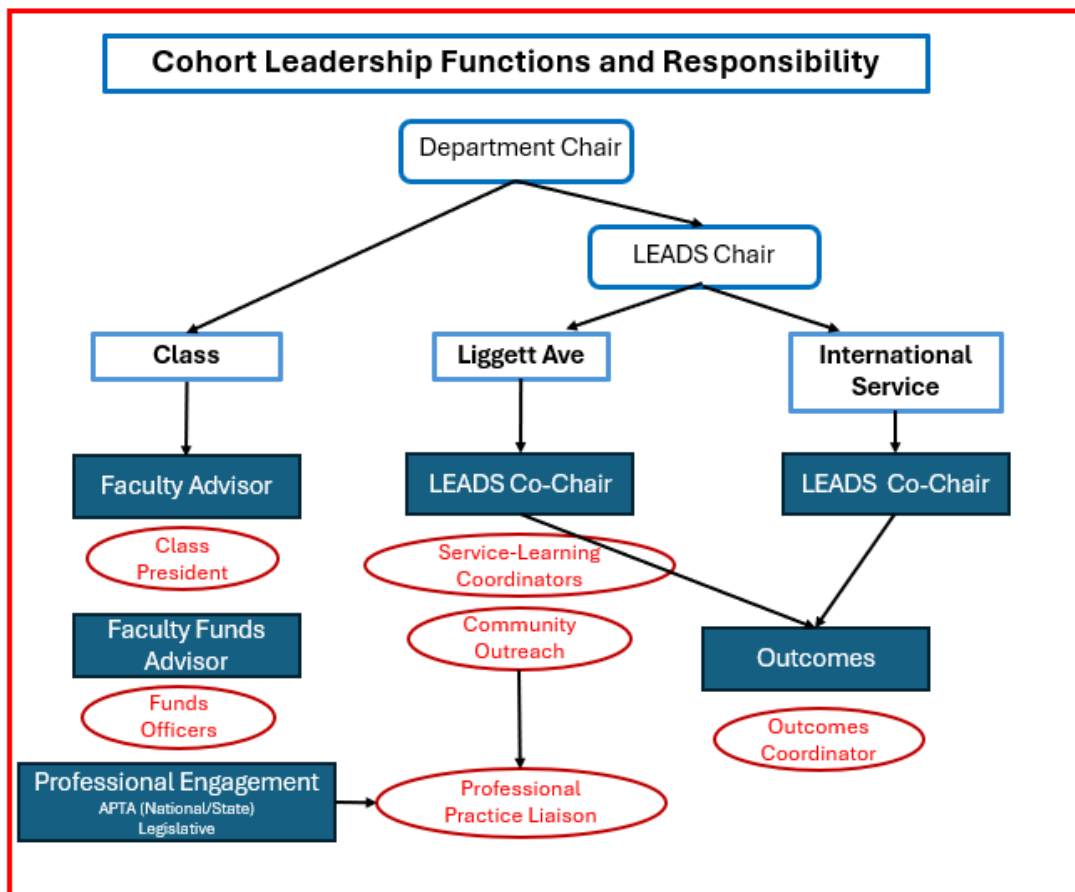 Cohort Leadership Functions and Responsibility
Department Chair
LEADS Chair
Class
Liggett Ave
International
Service
Faculty Advisor
LEADS Co-Chair
LEADS Co-Chair
Class
President
Service-Learning
Coordinators
Community
Outreach
Faculty Funds
Advisor
Outcomes
Funds
Officers
Outcomes
Coordinator
Professional Engagement
APTA (National/State)
Legislative
Professional
Practice Liaison